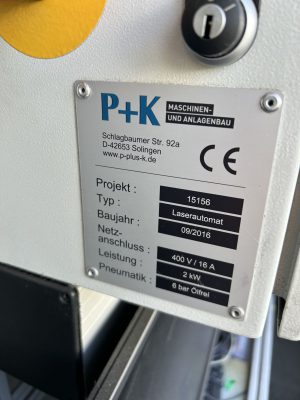 P+K MASCHINEN-
UND ANLAGENBAU
Schlagbaumer Str. 92a
D-42653 Solingen
www.p-plus-k.de
CE
Projekt : 15156
Typ : Laserautomat
Baujahr : 09/2016
Netz-
anschluss : 400 V / 16 A
Leistung : 2 kW
Pneumatik : 6 bar Ölfrei